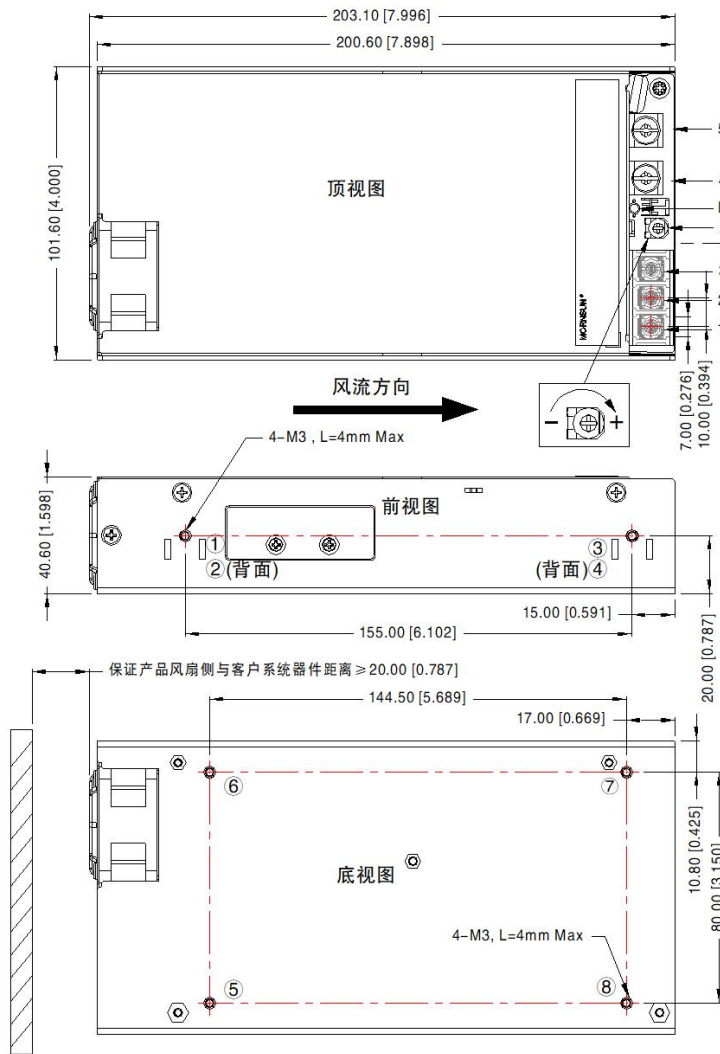 203.10 [7.996]
200.60 [7.898]
101.60 [4.000]
顶视图
MORNSUN®
风流方向
4-M3 , L=4mm Max
- +
7.00 [0.276]
10.00 [0.394]
40.60 [1.598]
前视图
①
②(背面)
③
(背面)④
15.00 [0.591]
155.00 [6.102]
20.00 [0.787]
保证产品风扇侧与客户系统器件距离≥20.00 [0.787]
144.50 [5.689]
17.00 [0.669]
⑥
⑦
10.80 [0.425]
80.00 [3.150]
底视图
4-M3, L=4mm Max
⑤
⑧